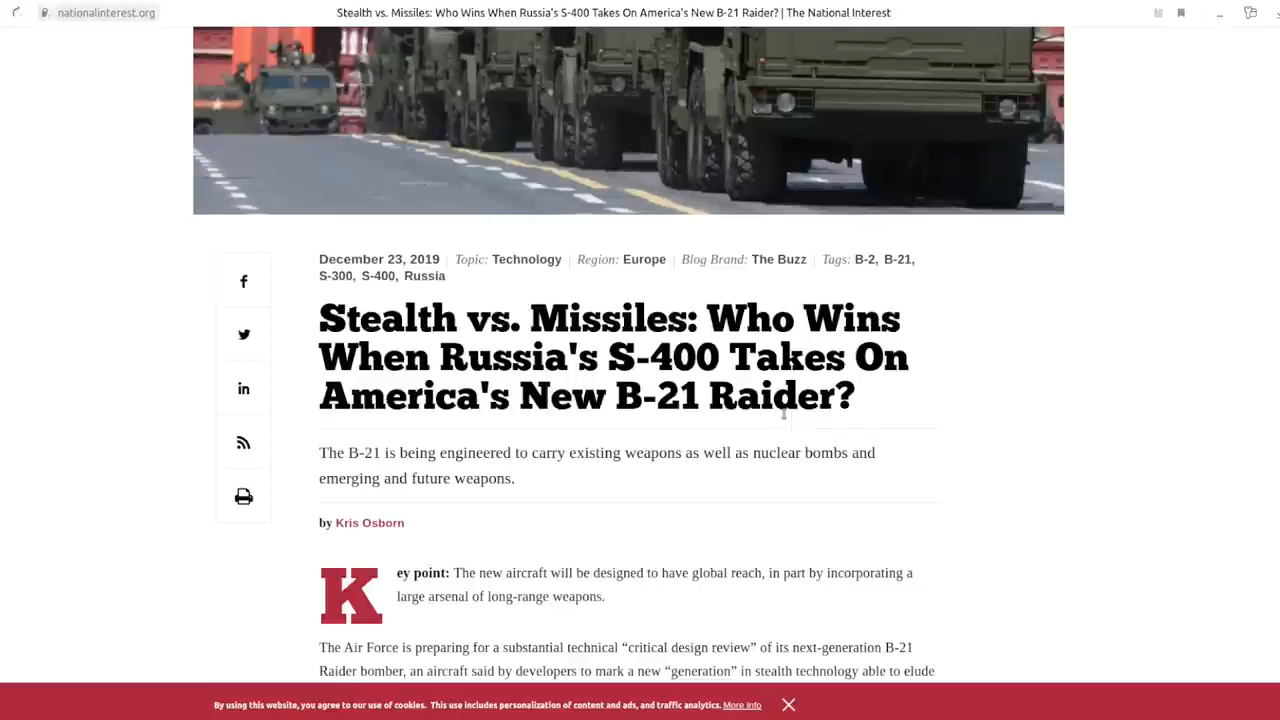 nationalinterest.org
Stealth vs. Missiles: Who Wins When Russia's S-400 Takes On America's New B-21 Raider? | The National Interest
December 23, 2019 | Topic: Technology | Region: Europe | Blog Brand: The Buzz | Tags: B-2, B-21,
S-300, S-400, Russia
Stealth vs. Missiles: Who Wins
When Russia's S-400 Takes On
America's New B-21 Raider?
The B-21 is being engineered to carry existing weapons as well as nuclear bombs and
emerging and future weapons.
by Kris Osborn
Key point: The new aircraft will be designed to have global reach, in part by incorporating a
large arsenal of long-range weapons.
The Air Force is preparing for a substantial technical “critical design review” of its next-generation B-21
Raider bomber, an aircraft said by developers to mark a new “generation” in stealth technology able to elude
By using this website, you agree to our use of cookies. This use includes personalization of content and ads, and traffic analytics. More info